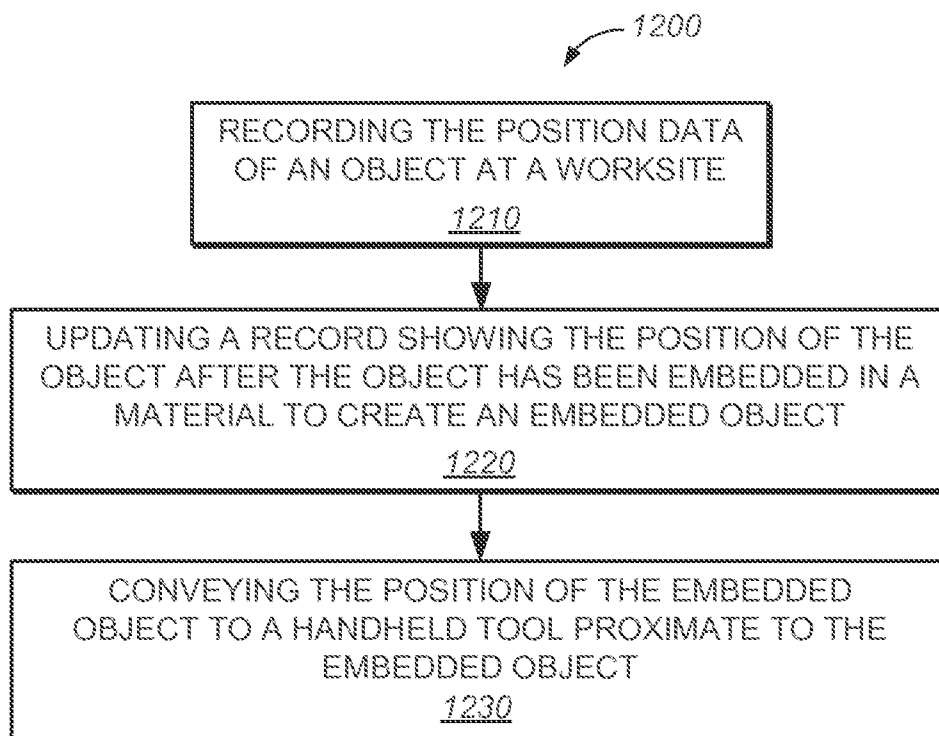 1200
RECORDING THE POSITION DATA
OF AN OBJECT AT A WORKSITE
1210
UPDATING A RECORD SHOWING THE POSITION OF THE
OBJECT AFTER THE OBJECT HAS BEEN EMBEDDED IN A
MATERIAL TO CREATE AN EMBEDDED OBJECT
1220
CONVEYING THE POSITION OF THE EMBEDDED
OBJECT TO A HANDHELD TOOL PROXIMATE TO THE
EMBEDDED OBJECT
1230